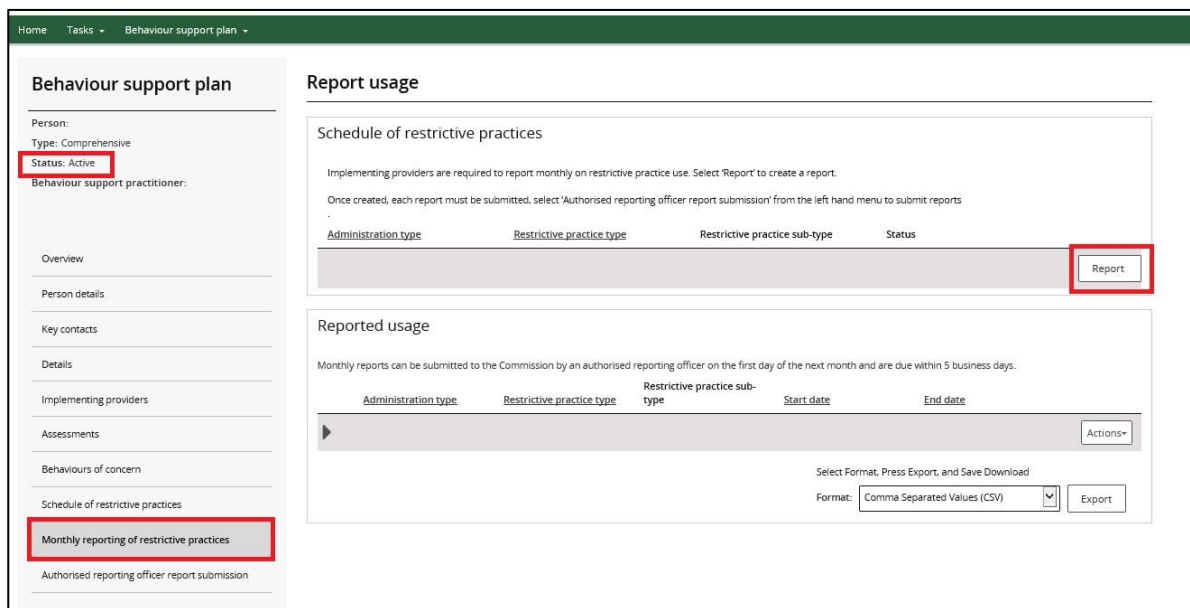 Home Tasks Behaviour support plan
Behaviour support plan
Person:
Type: Comprehensive
Status: Active
Behaviour support practitioner:
Overview
Person details
Key contacts
Details
Implementing providers
Assessments
Behaviours of concern
Schedule of restrictive practices
Monthly reporting of restrictive practices
Authorised reporting officer report submission
Report usage
Schedule of restrictive practices
Implementing providers are required to report monthly on restrictive practice use. Select 'Report' to create a report.
Once created, each report must be submitted, select 'Authorised reporting officer report submission' from the left hand menu to submit reports
.
Administration type Restrictive practice type Restrictive practice sub-type Status
Report
Reported usage
Monthly reports can be submitted to the Commission by an authorised reporting officer on the first day of the next month and are due within 5 business days.
Administration type Restrictive practice type Restrictive practice sub-
type Start date End date
Actions
Select Format, Press Export, and Save Download
Format: Comma Separated Values (CSV) Export